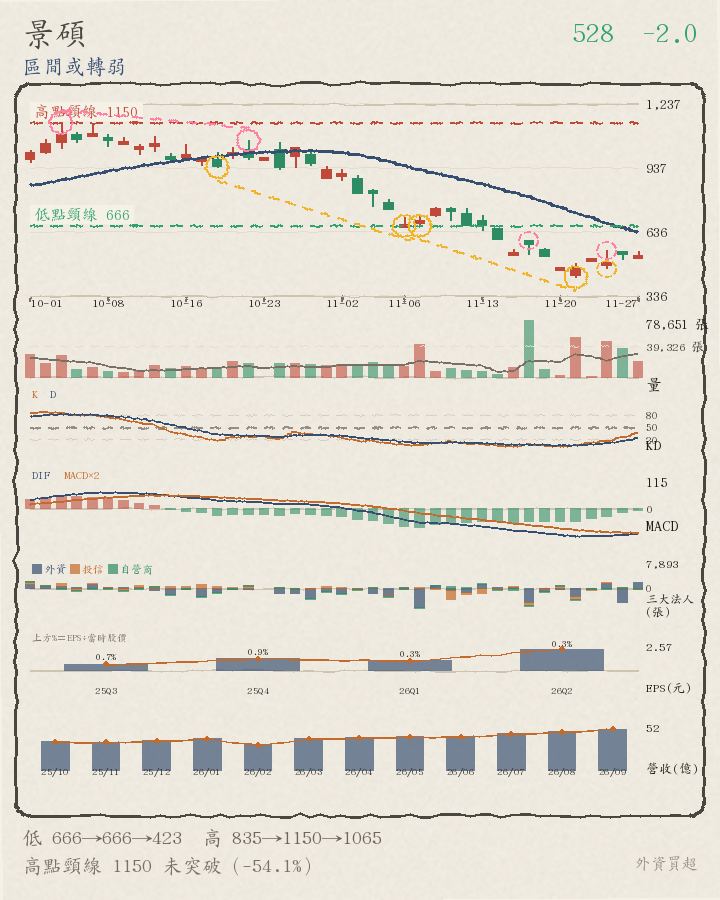 景碩
528 -2.0
區間或轉弱
高點頸線 1150
1,237
937
低點頸線 666
636
336
10-01 10-08 10-16 10-23 11-02 11-06 11-13 11-20 11-27
78,651 張
39,326 張
量
K D
80
50
20
KD
DIF MACD×2
115
0
MACD
外資 投信 自營商
7,893
0
三大法人
(張)
上方%=EPS÷當時股價
0.7% 0.9% 0.3% 0.3%
2.57
25Q3 25Q4 26Q1 26Q2
EPS(元)
52
25/10 25/11 25/12 26/01 26/02 26/03 26/04 26/05 26/06 26/07 26/08 26/09
營收(億)
低 666→666→423 高 835→1150→1065
高點頸線 1150 未突破 (-54.1%)
外資買超